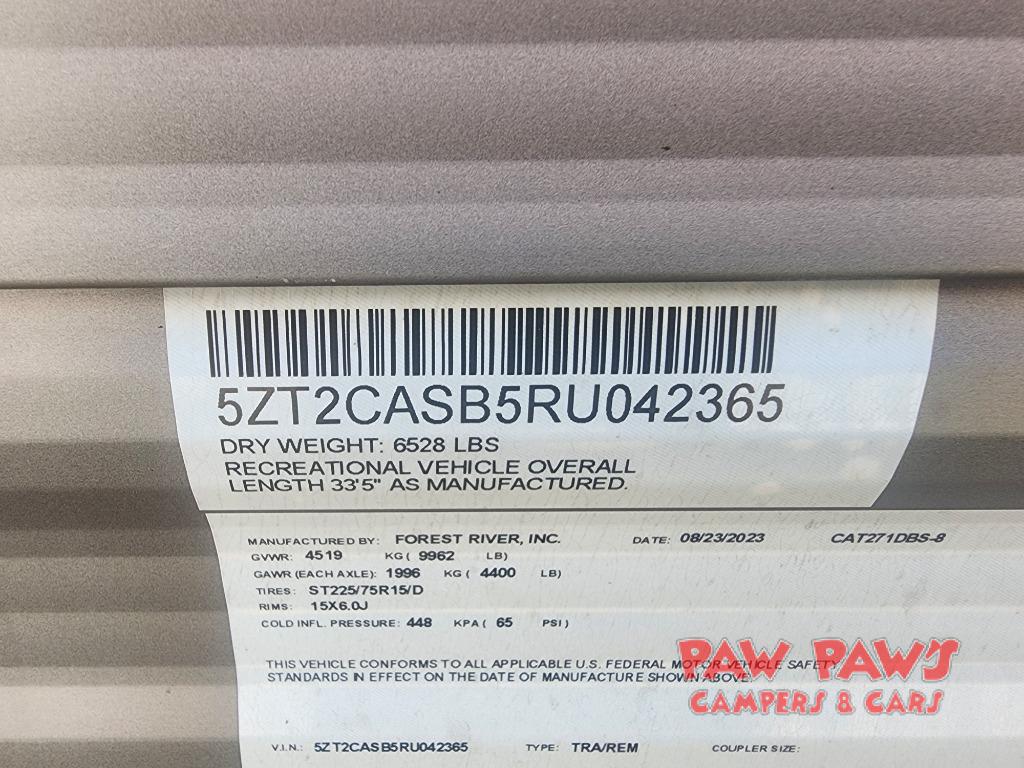 5ZT2CASB5RU042365
DRY WEIGHT: 6528 LBS
RECREATIONAL VEHICLE OVERALL
LENGTH 33'5" AS MANUFACTURED.
MANUFACTURED BY: FOREST RIVER, INC. DATE: 08/23/2023 CAT271DBS-8
GVWR: 4519 KG ( 9962 LB)
GAWR (EACH AXLE): 1996 KG ( 4400 LB)
TIRES: ST225/75R15/D
RIMS: 15X6.0J
COLD INFL. PRESSURE: 448 KPA ( 65 PSI )
THIS VEHICLE CONFORMS TO ALL APPLICABLE U.S. FEDERAL MOTOR VEHICLE SAFETY
STANDARDS IN EFFECT ON THE DATE OF MANUFACTURE SHOWN ABOVE.
PAW PAW'S
CAMPERS & CARS
V.I.N.: 5ZT2CASB5RU042365 TYPE: TRA/REM COUPLER SIZE: